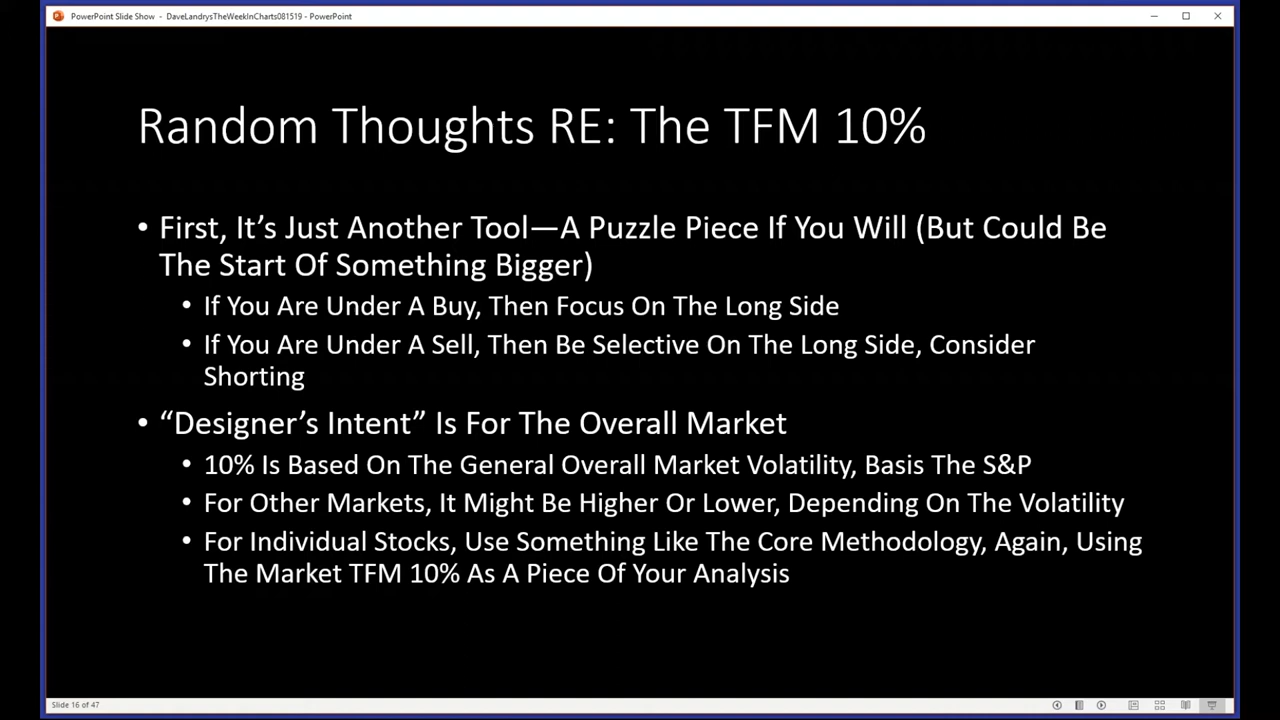 PowerPoint Slide Show - DaveLandrysTheWeekInCharts081519 - PowerPoint
Random Thoughts RE: The TFM 10%
• First, It’s Just Another Tool—A Puzzle Piece If You Will (But Could Be
The Start Of Something Bigger)
• If You Are Under A Buy, Then Focus On The Long Side
• If You Are Under A Sell, Then Be Selective On The Long Side, Consider
Shorting
• “Designer’s Intent” Is For The Overall Market
• 10% Is Based On The General Overall Market Volatility, Basis The S&P
• For Other Markets, It Might Be Higher Or Lower, Depending On The Volatility
• For Individual Stocks, Use Something Like The Core Methodology, Again, Using
The Market TFM 10% As A Piece Of Your Analysis
Slide 16 of 47